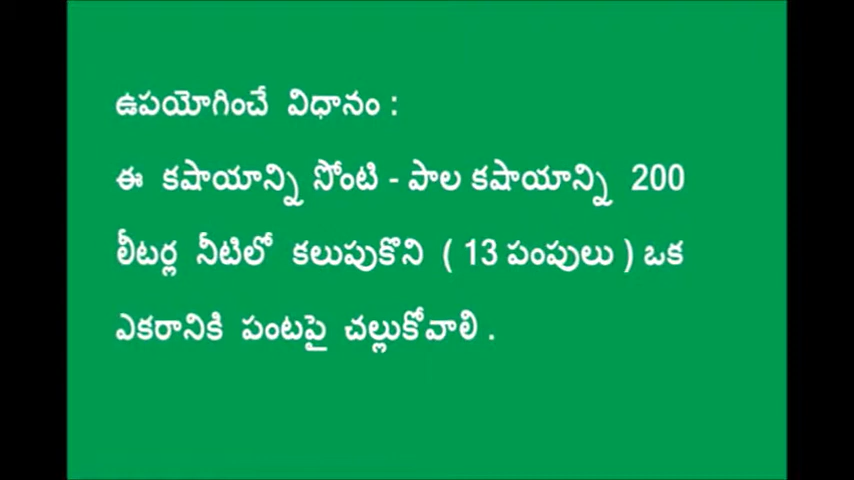 ఉపయోగించే విధానం :
ఈ కషాయాన్ని సోంటి - పాల కషాయాన్ని 200
లీటర్ల నీటిలో కలుపుకొని ( 13 పంపులు ) ఒక
ఎకరానికి పంటపై చల్లుకోవాలి .